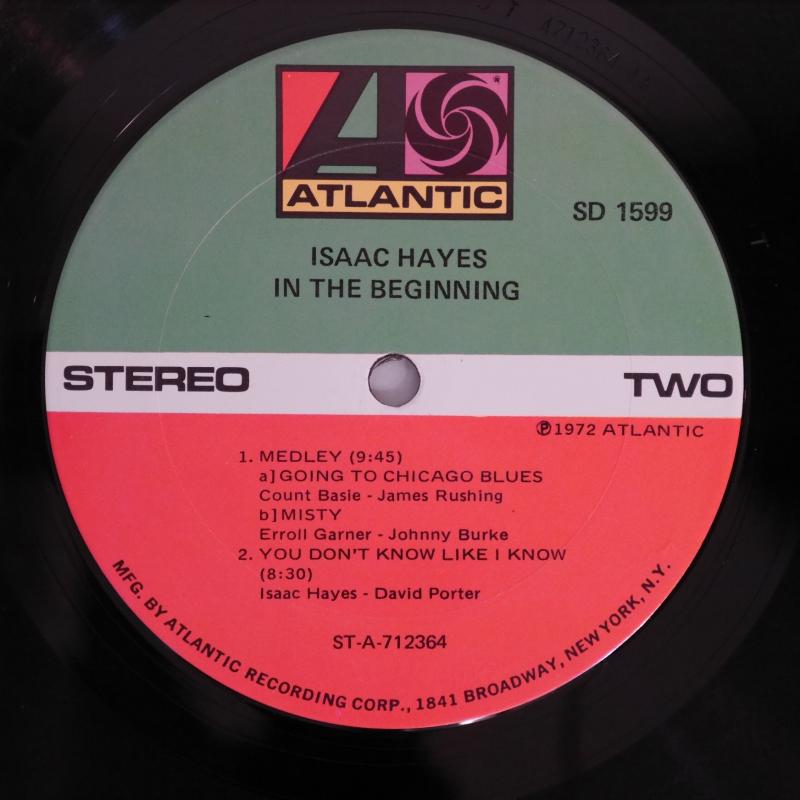 ATLANTIC
SD 1599
ISAAC HAYES
IN THE BEGINNING
STEREO
TWO
℗1972 ATLANTIC
1. MEDLEY (9:45)
a]GOING TO CHICAGO BLUES
Count Basie - James Rushing
b]MISTY
Erroll Garner - Johnny Burke
2. YOU DON'T KNOW LIKE I KNOW
(8:30)
Isaac Hayes - David Porter
ST-A-712364
MFG. BY ATLANTIC RECORDING CORP., 1841 BROADWAY, NEW YORK, N.Y.